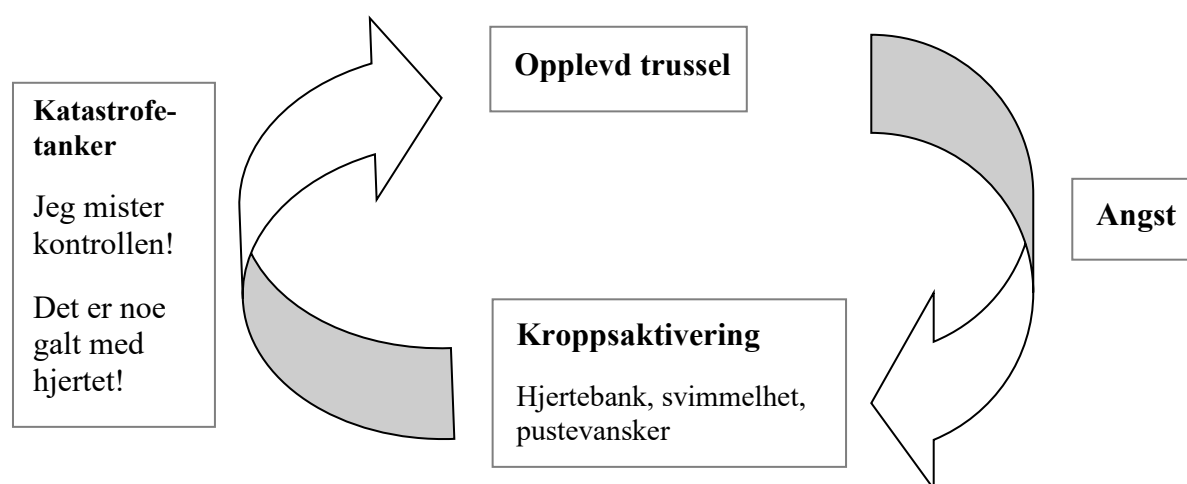 Opplevd trussel
Katastrofe-
tanker
Jeg mister
kontrollen!
Det er noe
galt med
hjertet!
Angst
Kroppsaktivering
Hjertebank, svimmelhet,
pustevansker